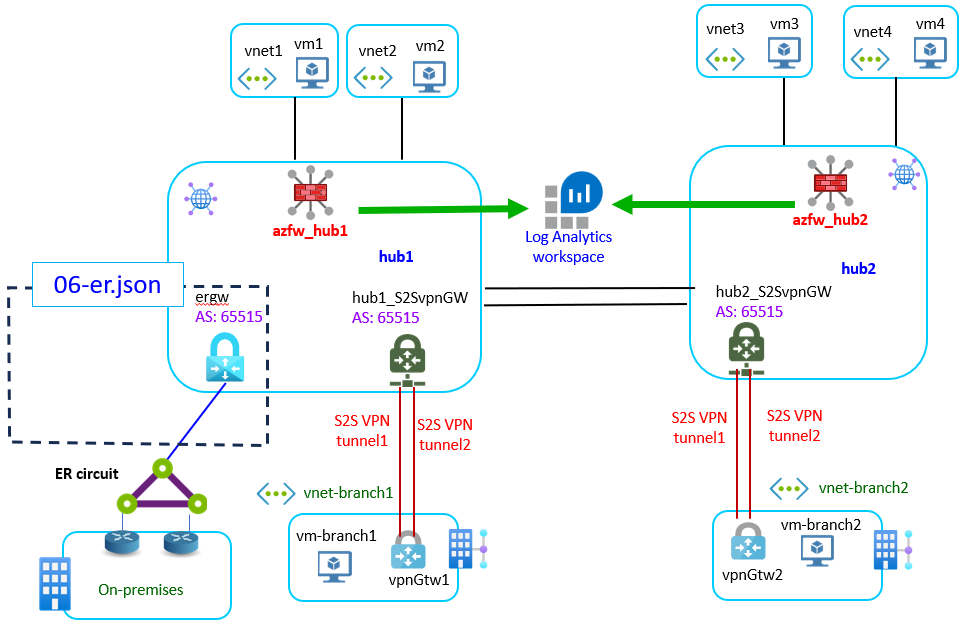 vnet1
vm1
vnet2
vm2
vnet3
vm3
vnet4
vm4
azfw_hub1
Log Analytics
workspace
azfw_hub2
hub1
hub2
06-er.json
ergw
AS: 65515
hub1_S2SvpnGW
AS: 65515
hub2_S2SvpnGW
AS: 65515
S2S VPN
tunnel1
S2S VPN
tunnel2
S2S VPN
tunnel1
S2S VPN
tunnel2
ER circuit
vnet-branch1
vnet-branch2
vm-branch1
vpnGtw1
vm-branch2
vpnGtw2
On-premises